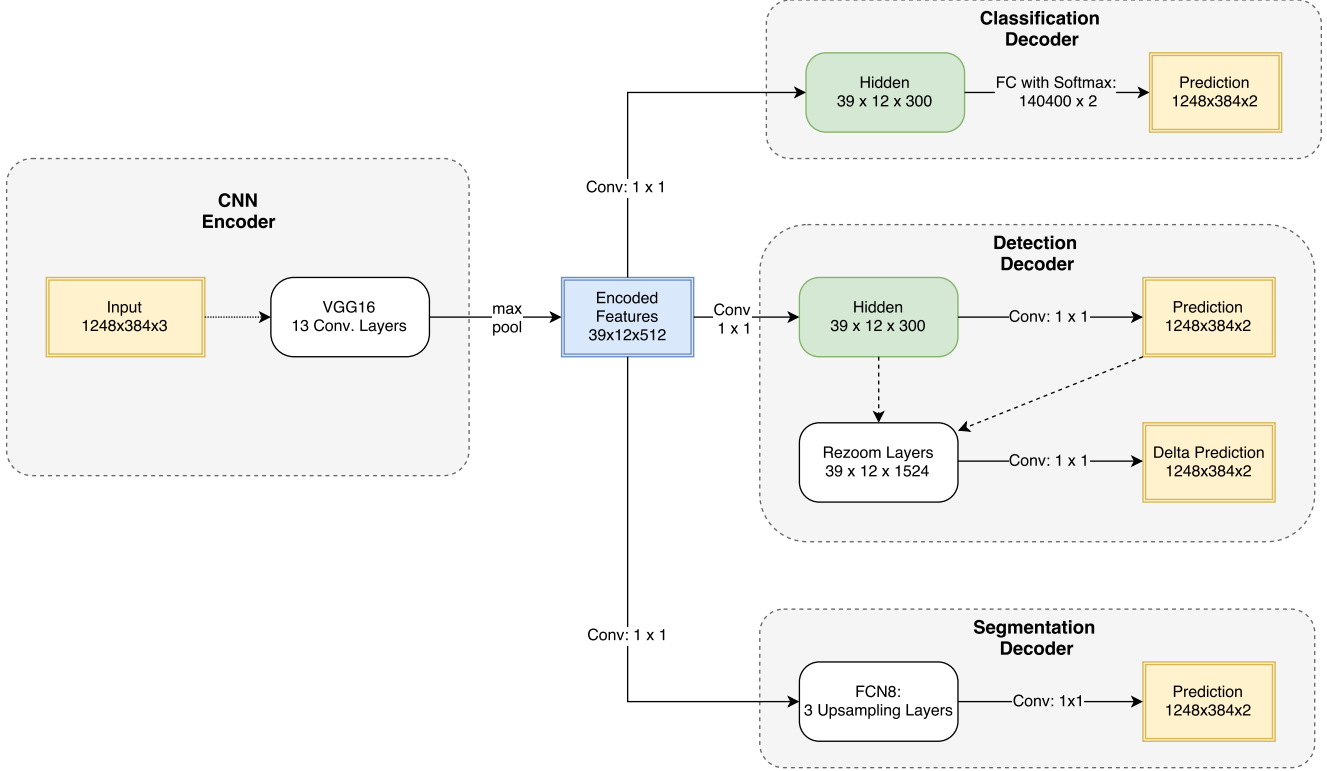 CNN
Encoder
Input
1248x384x3
VGG16
13 Conv. Layers
max
pool
Encoded
Features
39x12x512
Conv: 1 x 1
Classification
Decoder
Hidden
39 x 12 x 300
FC with Softmax:
140400 x 2
Prediction
1248x384x2
Conv
1 x 1
Detection
Decoder
Hidden
39 x 12 x 300
Conv: 1 x 1
Prediction
1248x384x2
Rezoom Layers
39 x 12 x 1524
Conv: 1 x 1
Delta Prediction
1248x384x2
Conv: 1 x 1
Segmentation
Decoder
FCN8:
3 Upsampling Layers
Conv: 1x1
Prediction
1248x384x2